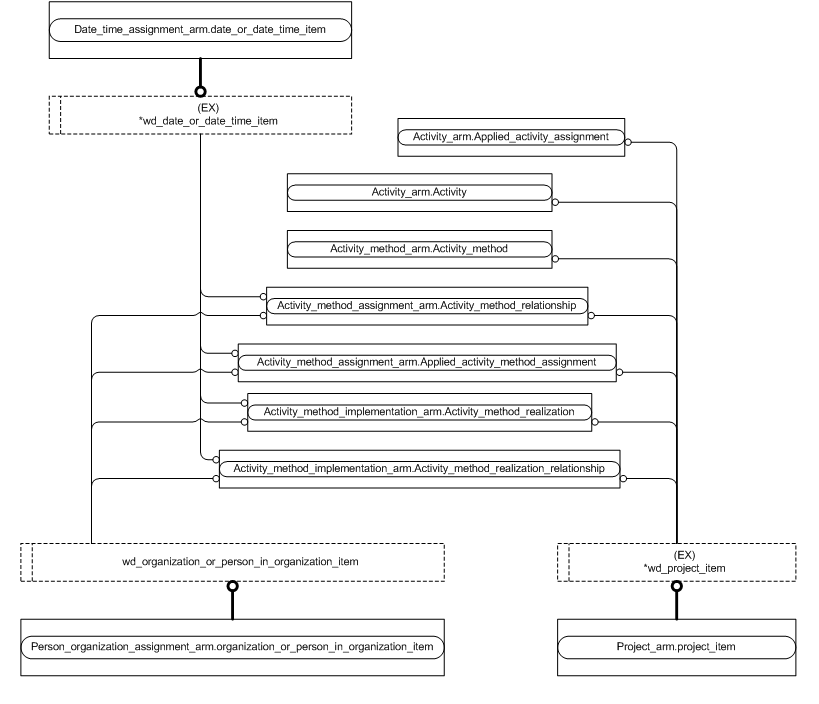 Date_time_assignment_arm.date_or_date_time_item
(EX)
*wd_date_or_date_time_item
Activity_arm.Applied_activity_assignment
Activity_arm.Activity
Activity_method_arm.Activity_method
Activity_method_assignment_arm.Activity_method_relationship
Activity_method_assignment_arm.Applied_activity_method_assignment
Activity_method_implementation_arm.Activity_method_realization
Activity_method_implementation_arm.Activity_method_realization_relationship
wd_organization_or_person_in_organization_item
(EX)
*wd_project_item
Person_organization_assignment_arm.organization_or_person_in_organization_item
Project_arm.project_item